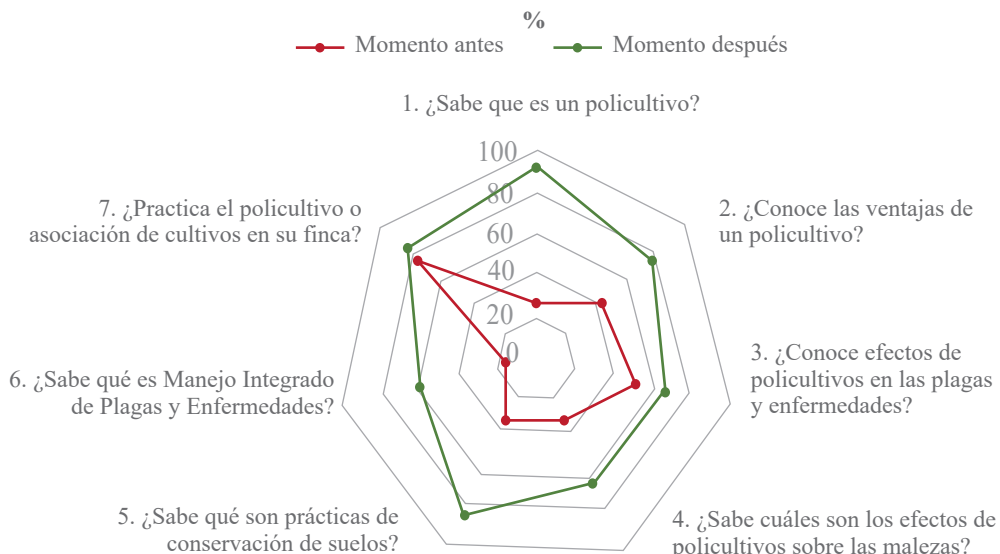 %
Momento antes
Momento después
1. ¿Sabe que es un policultivo?
100
80
60
40
20
0
2. ¿Conoce las ventajas de
un policultivo?
3. ¿Conoce efectos de
policultivos en las plagas
y enfermedades?
4. ¿Sabe cuáles son los efectos de
policultivos sobre las malezas?
5. ¿Sabe qué son prácticas de
conservación de suelos?
6. ¿Sabe qué es Manejo Integrado
de Plagas y Enfermedades?
7. ¿Practica el policultivo o
asociación de cultivos en su finca?